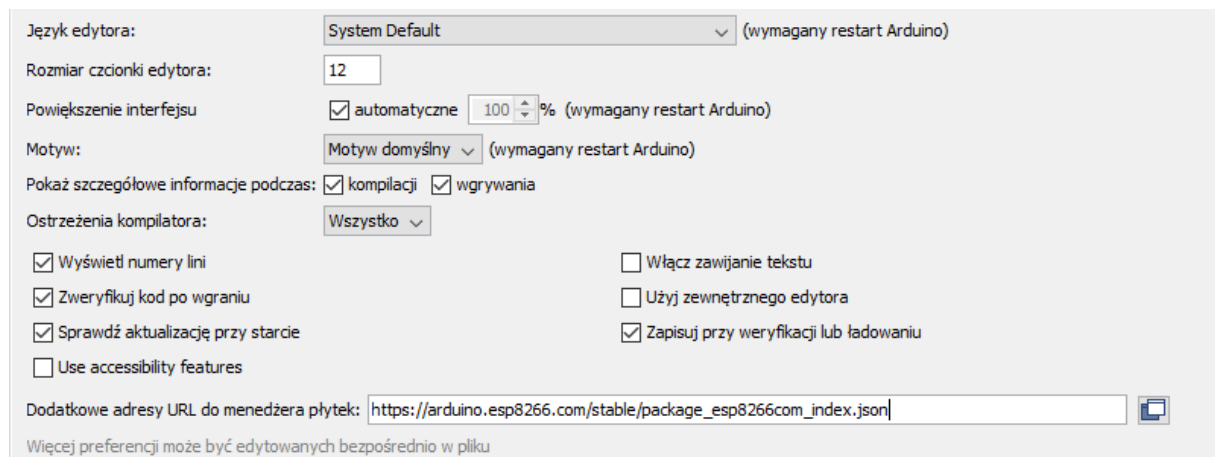 Język edytora: System Default (wymagany restart Arduino)
Rozmiar czcionki edytora: 12
Powiększenie interfejsu automatyczne 100 % (wymagany restart Arduino)
Motyw: Motyw domyślny (wymagany restart Arduino)
Pokaż szczegółowe informacje podczas: kompilacji wgrywania
Ostrzeżenia kompilatora: Wszystko
Wyświetl numery lini Włącz zawijanie tekstu
Zweryfikuj kod po wgraniu Użyj zewnętrznego edytora
Sprawdź aktualizację przy starcie Zapisuj przy weryfikacji lub ładowaniu
Use accessibility features
Dodatkowe adresy URL do menedżera płytek: https://arduino.esp8266.com/stable/package_esp8266com_index.json
Więcej preferencji może być edytowanych bezpośrednio w pliku